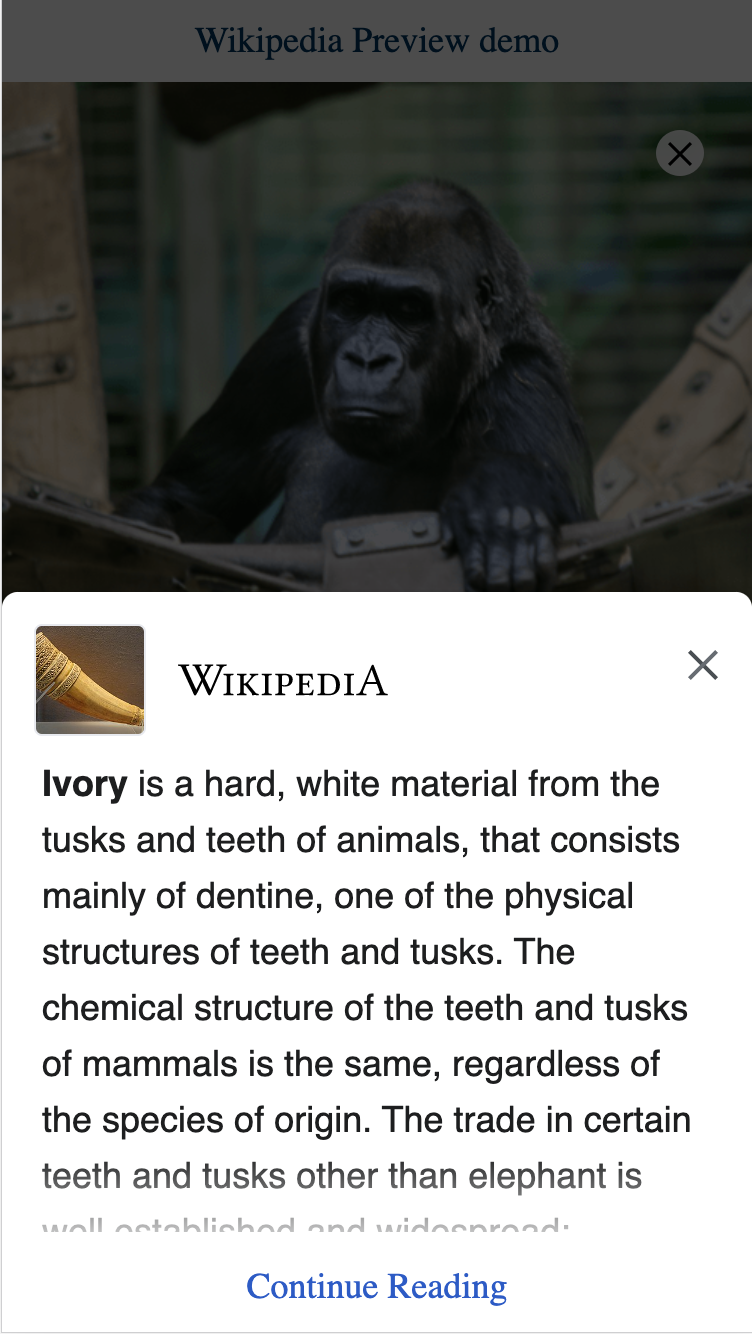 Wikipedia Preview demo
WIKIPEDIA
Ivory is a hard, white material from the
tusks and teeth of animals, that consists
mainly of dentine, one of the physical
structures of teeth and tusks. The
chemical structure of the teeth and tusks
of mammals is the same, regardless of
the species of origin. The trade in certain
teeth and tusks other than elephant is
well established and widespread;
Continue Reading